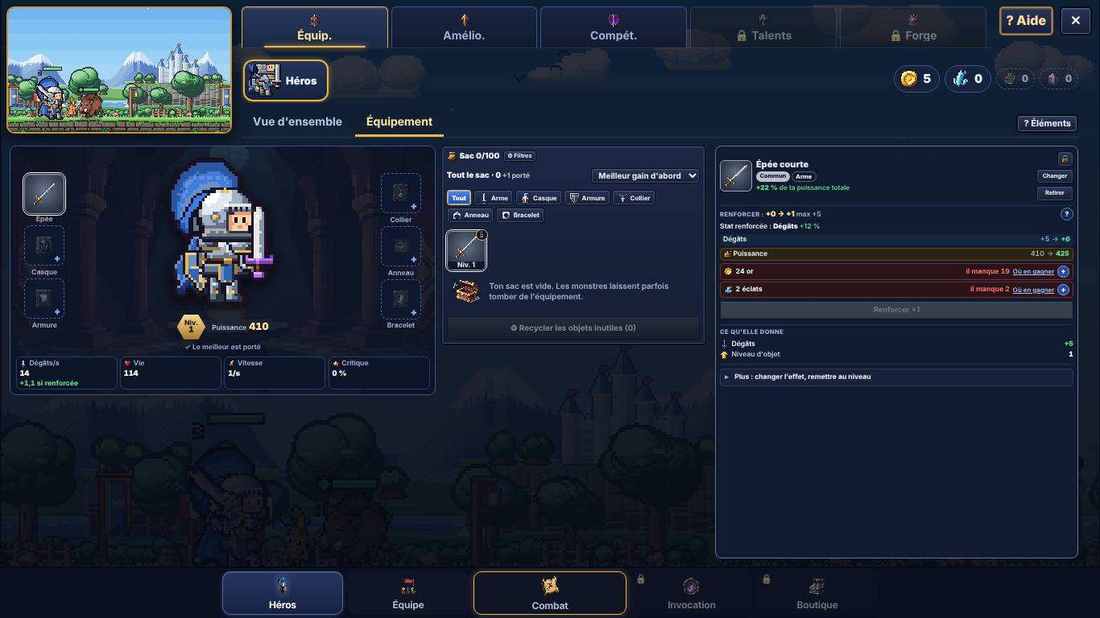 Équip.
Amélio.
Compét.
Talents
Forge
? Aide
✕
Héros
5
0
0
0
Vue d'ensemble
Équipement
? Éléments
Épée
Casque
Armure
Collier
Anneau
Bracelet
Niv. 1
Puissance 410
✓ Le meilleur est porté
Dégâts/s
14
+1,1 si renforcée
Vie
114
Vitesse
1/s
Critique
0 %
Sac 0/100
Filtres
Tout le sac · 0 +1 porté
Meilleur gain d'abord
Tout
Arme
Casque
Armure
Collier
Anneau
Bracelet
Niv. 1
Ton sac est vide. Les monstres laissent parfois
tomber de l'équipement.
Recycler les objets inutiles (0)
Épée courte
Commun
Arme
+22 % de la puissance totale
Changer
Retirer
RENFORCER : +0 → +1 max +5
?
Stat renforcée : Dégâts +12 %
Dégâts
+5 → +6
Puissance
410 → 425
24 or
il manque 19 Où en gagner +
2 éclats
il manque 2 Où en gagner +
Renforcer +1
CE QU'ELLE DONNE
Dégâts
+5
Niveau d'objet
1
► Plus : changer l'effet, remettre au niveau
Héros
Équipe
Combat
Invocation
Boutique